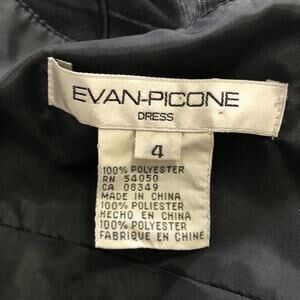 EVAN-PICONE
DRESS
4
100% POLYESTER
RN 54050
CA 08349
MADE IN CHINA
100% POLYESTER
HECHO EN CHINA
100% POLYESTER
FABRIQUE EN CHINE